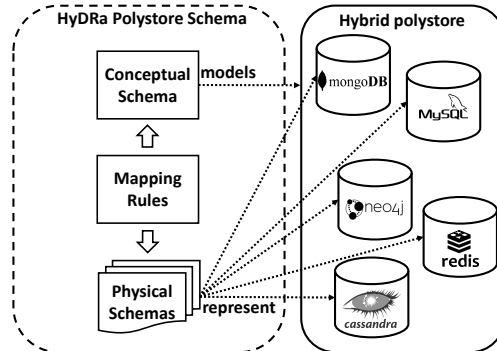 HyDRa Polystore Schema
Hybrid polystore
Conceptual
Schema
models
Mapping
Rules
Physical
Schemas
represent
mongoDB
MySQL
neo4j
redis
cassandra